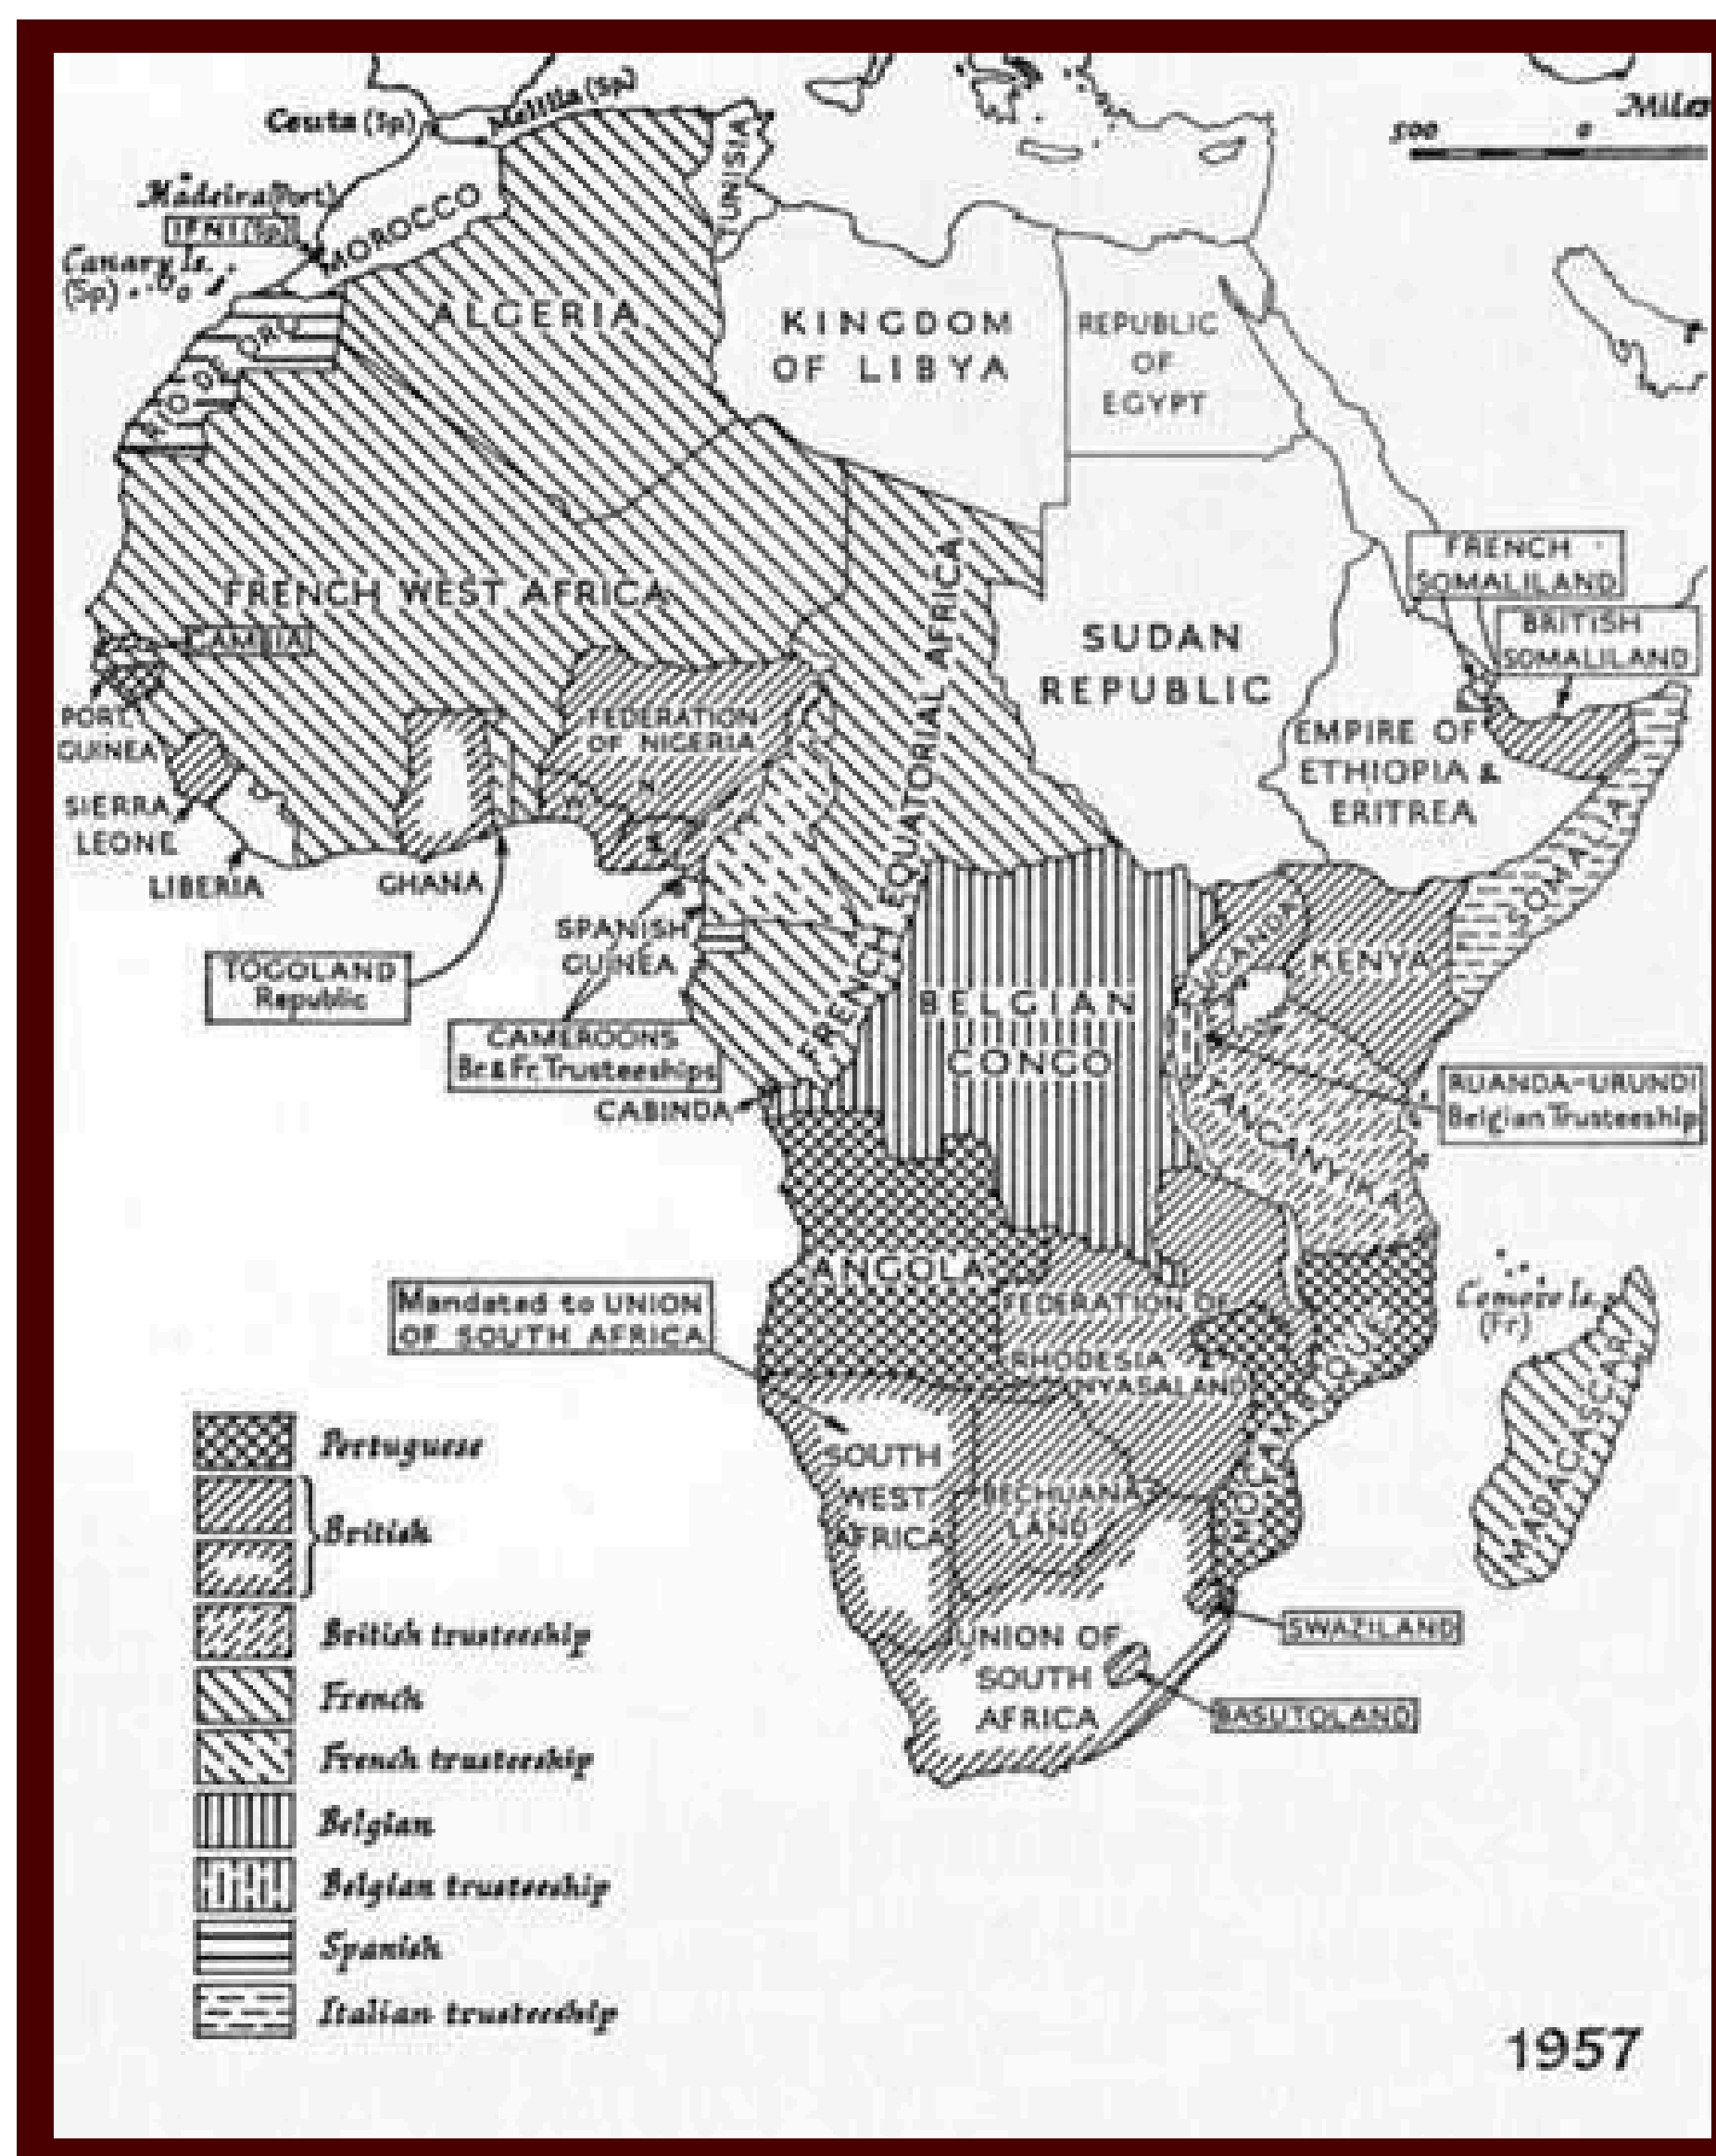 Ceuta (Sp)
Melilla (Sp)
Miles
500 0
Madeira (Port)
IFNI (Sp)
MOROCCO
TUNISIA
Canary Is.
(Sp)
ALGERIA
RIO DE ORO
KINGDOM
OF LIBYA
REPUBLIC
OF
EGYPT
FRENCH WEST AFRICA
FRENCH
SOMALILAND
BRITISH
SOMALILAND
GAMBIA
SUDAN
REPUBLIC
PORT.
GUINEA
FEDERATION
OF NIGERIA
W.
N.
FRENCH EQUATORIAL AFRICA
EMPIRE OF
ETHIOPIA &
ERITREA
SIERRA
LEONE
LIBERIA
GHANA
SOMALIA
SPANISH
GUINEA
UGANDA
KENYA
TOGOLAND
Republic
BELGIAN
CONGO
CAMEROONS
Br. & Fr. Trusteeships
CABINDA
RUANDA-URUNDI
Belgian Trusteeship
TANGANYIKA
ANGOLA
Mandated to UNION
OF SOUTH AFRICA
FEDERATION OF
RHODESIA &
NYASALAND
Comoro Is.
(Fr.)
MOÇAMBIQUE
MADAGASCAR
SOUTH
WEST
AFRICA
BECHUANA
LAND
UNION OF
SOUTH
AFRICA
SWAZILAND
BASUTOLAND
Portuguese
British
British trusteeship
French
French trusteeship
Belgian
Belgian trusteeship
Spanish
Italian trusteeship
1957